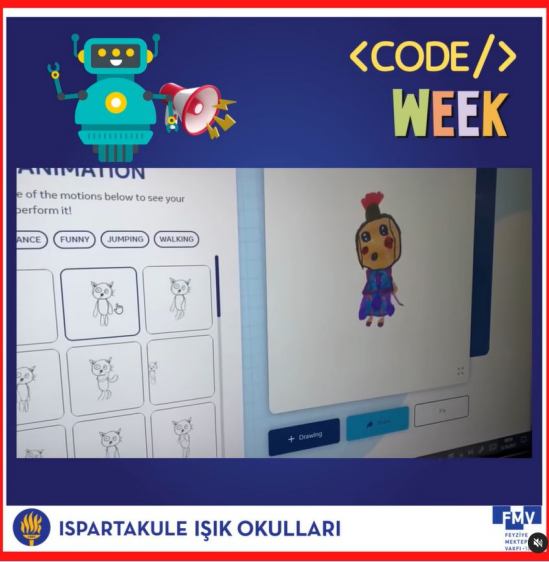 <CODE/>
WEEK
ANIMATION
e of the motions below to see your
perform it!
ANCE
FUNNY
JUMPING
WALKING
+ Drawing
ISPARTAKULE IŞIK OKULLARI
FMV
FEYZİYE
MEKTEP
VAKFI